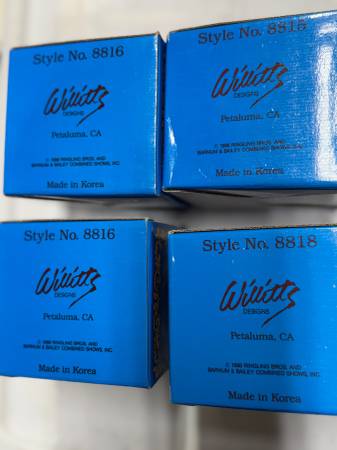 Style No. 8816
Willitts
DESIGNS
Petaluma, CA
© 1988 RINGLING BROS. AND
BARNUM & BAILEY COMBINED SHOWS, INC.
Made in Korea
Style No. 8815
Willitts
DESIGNS
Petaluma, CA
© 1988 RINGLING BROS. AND
BARNUM & BAILEY COMBINED SHOWS,
Made in Korea
Style No. 8816
Willitts
DESIGNS
Petaluma, CA
© 1988 RINGLING BROS. AND
BARNUM & BAILEY COMBINED SHOWS, INC.
Made in Korea
Style No. 8818
Willitts
DESIGNS
Petaluma, CA
© 1988 RINGLING BROS. AND
BARNUM & BAILEY COMBINED SHOWS, INC.
Made in Korea